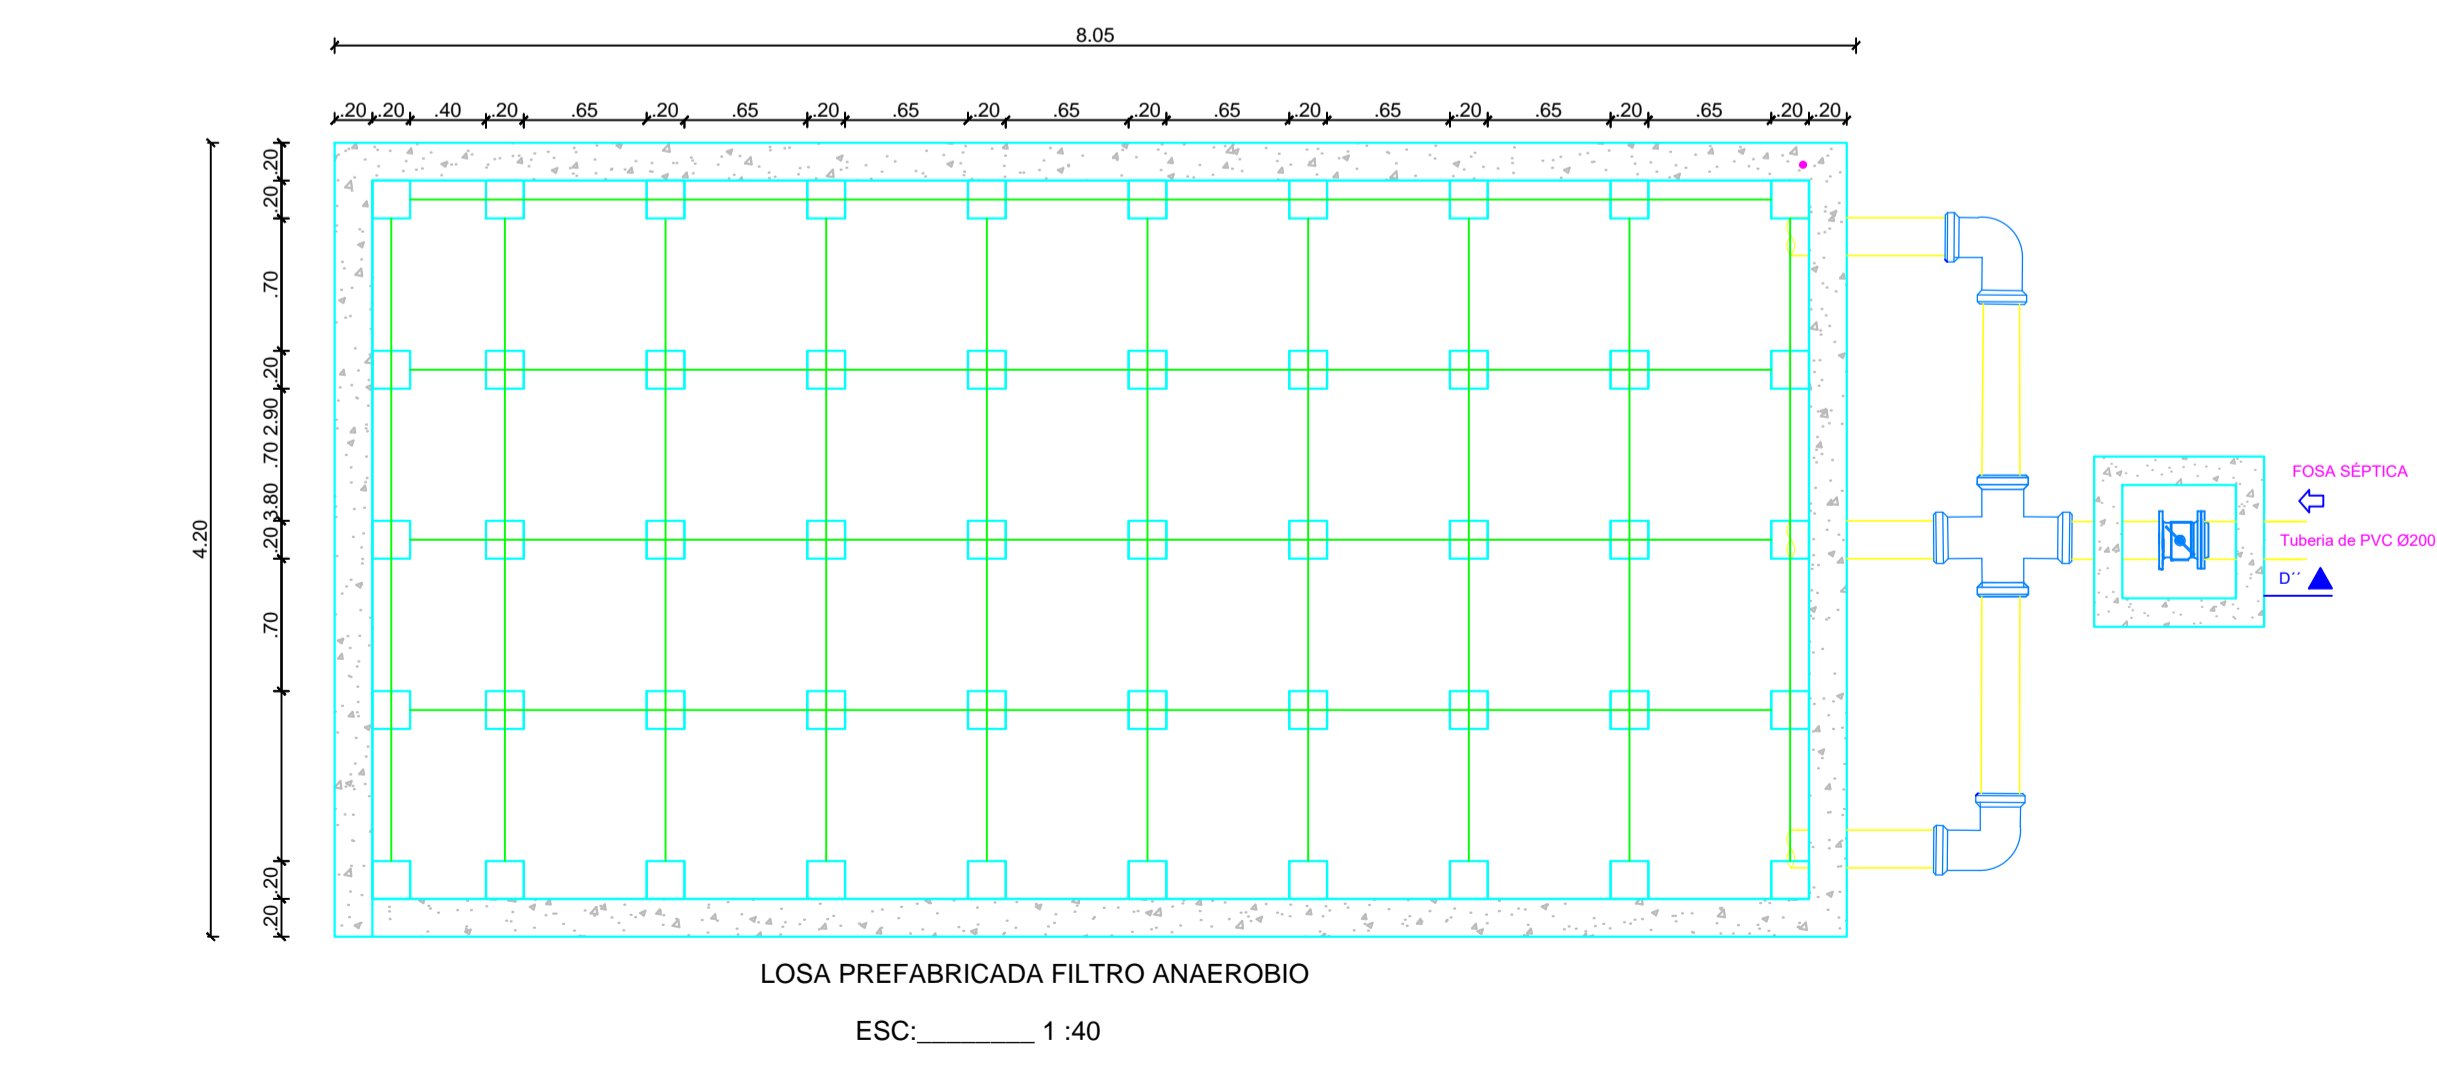 8.05
.20 .20 .40 .20 .65 .20 .65 .20 .65 .20 .65 .20 .65 .20 .65 .20 .65 .20 .65 .20 .20
4.20
.20
.20
.70
.20
2.90
.70
3.80
.20
.70
.20
.20
FOSA SÉPTICA
Tuberia de PVC Ø200
D´´
LOSA PREFABRICADA FILTRO ANAEROBIO
ESC:________ 1 :40